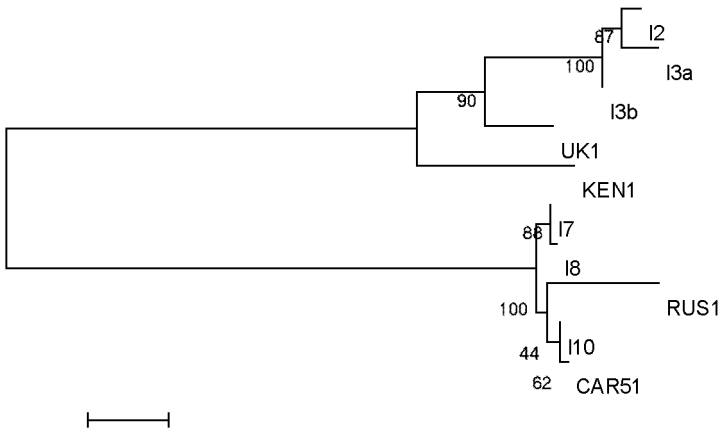 I2
87
I3a
100
I3b
90
UK1
KEN1
88
I7
I8
RUS1
100
I10
44
62
CAR51